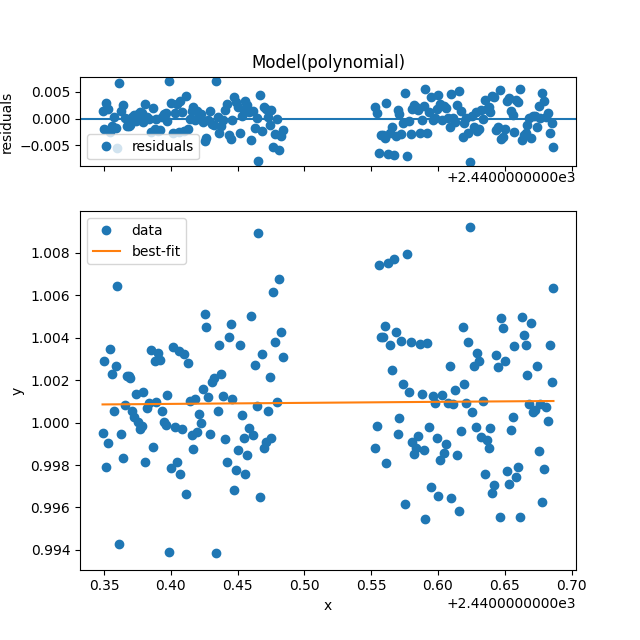 Model(polynomial)
residuals
0.005
0.000
−0.005
residuals
+2.4400000000e3
y
1.008
1.006
1.004
1.002
1.000
0.998
0.996
0.994
data
best-fit
0.35 0.40 0.45 0.50 0.55 0.60 0.65 0.70
x
+2.4400000000e3